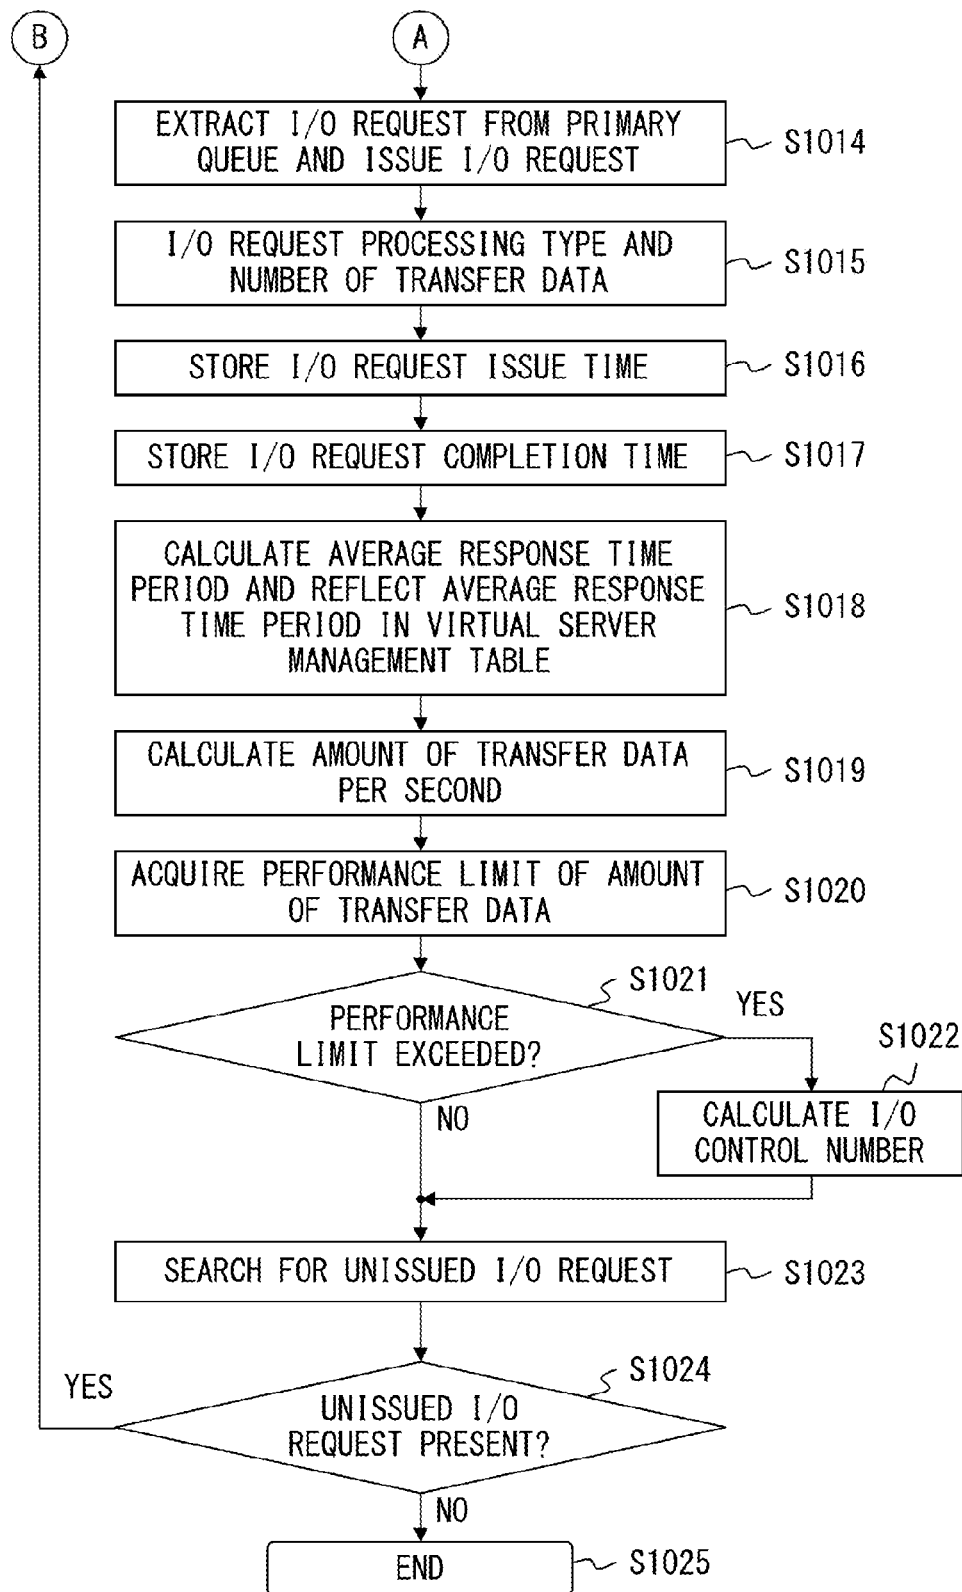 B
A
EXTRACT I/O REQUEST FROM PRIMARY
QUEUE AND ISSUE I/O REQUEST
S1014
I/O REQUEST PROCESSING TYPE AND
NUMBER OF TRANSFER DATA
S1015
STORE I/O REQUEST ISSUE TIME
S1016
STORE I/O REQUEST COMPLETION TIME
S1017
CALCULATE AVERAGE RESPONSE TIME
PERIOD AND REFLECT AVERAGE RESPONSE
TIME PERIOD IN VIRTUAL SERVER
MANAGEMENT TABLE
S1018
CALCULATE AMOUNT OF TRANSFER DATA
PER SECOND
S1019
ACQUIRE PERFORMANCE LIMIT OF AMOUNT
OF TRANSFER DATA
S1020
PERFORMANCE
LIMIT EXCEEDED?
S1021
YES
NO
S1022
CALCULATE I/O
CONTROL NUMBER
SEARCH FOR UNISSUED I/O REQUEST
S1023
UNISSUED I/O
REQUEST PRESENT?
S1024
YES
NO
END
S1025